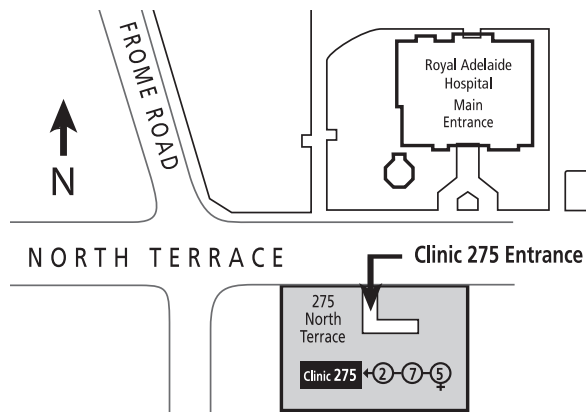 FROME ROAD
Royal Adelaide
Hospital
Main
Entrance
N
NORTH TERRACE
Clinic 275 Entrance
275
North
Terrace
Clinic 275
2 7 5